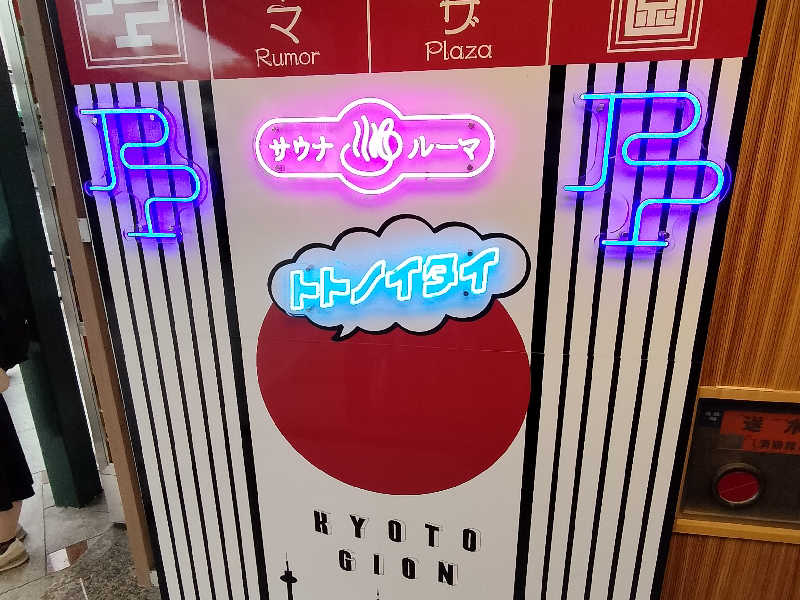 マ
Rumor
ザ
Plaza
サウナ
ルーマ
トトノイタイ
KYOTO
GION
送水